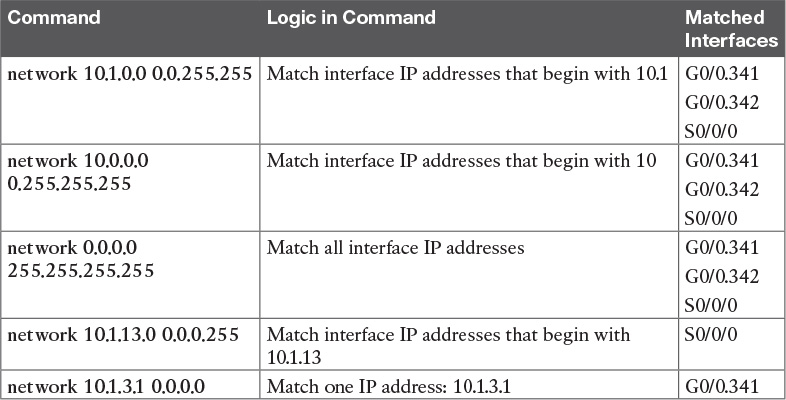 Command Logic in Command Matched Interfaces
network 10.1.0.0 0.0.255.255 Match interface IP addresses that begin with 10.1 G0/0.341
G0/0.342
S0/0/0
network 10.0.0.0 0.255.255.255 Match interface IP addresses that begin with 10 G0/0.341
G0/0.342
S0/0/0
network 0.0.0.0 255.255.255.255 Match all interface IP addresses G0/0.341
G0/0.342
S0/0/0
network 10.1.13.0 0.0.0.255 Match interface IP addresses that begin with 10.1.13 S0/0/0
network 10.1.3.1 0.0.0.0 Match one IP address: 10.1.3.1 G0/0.341